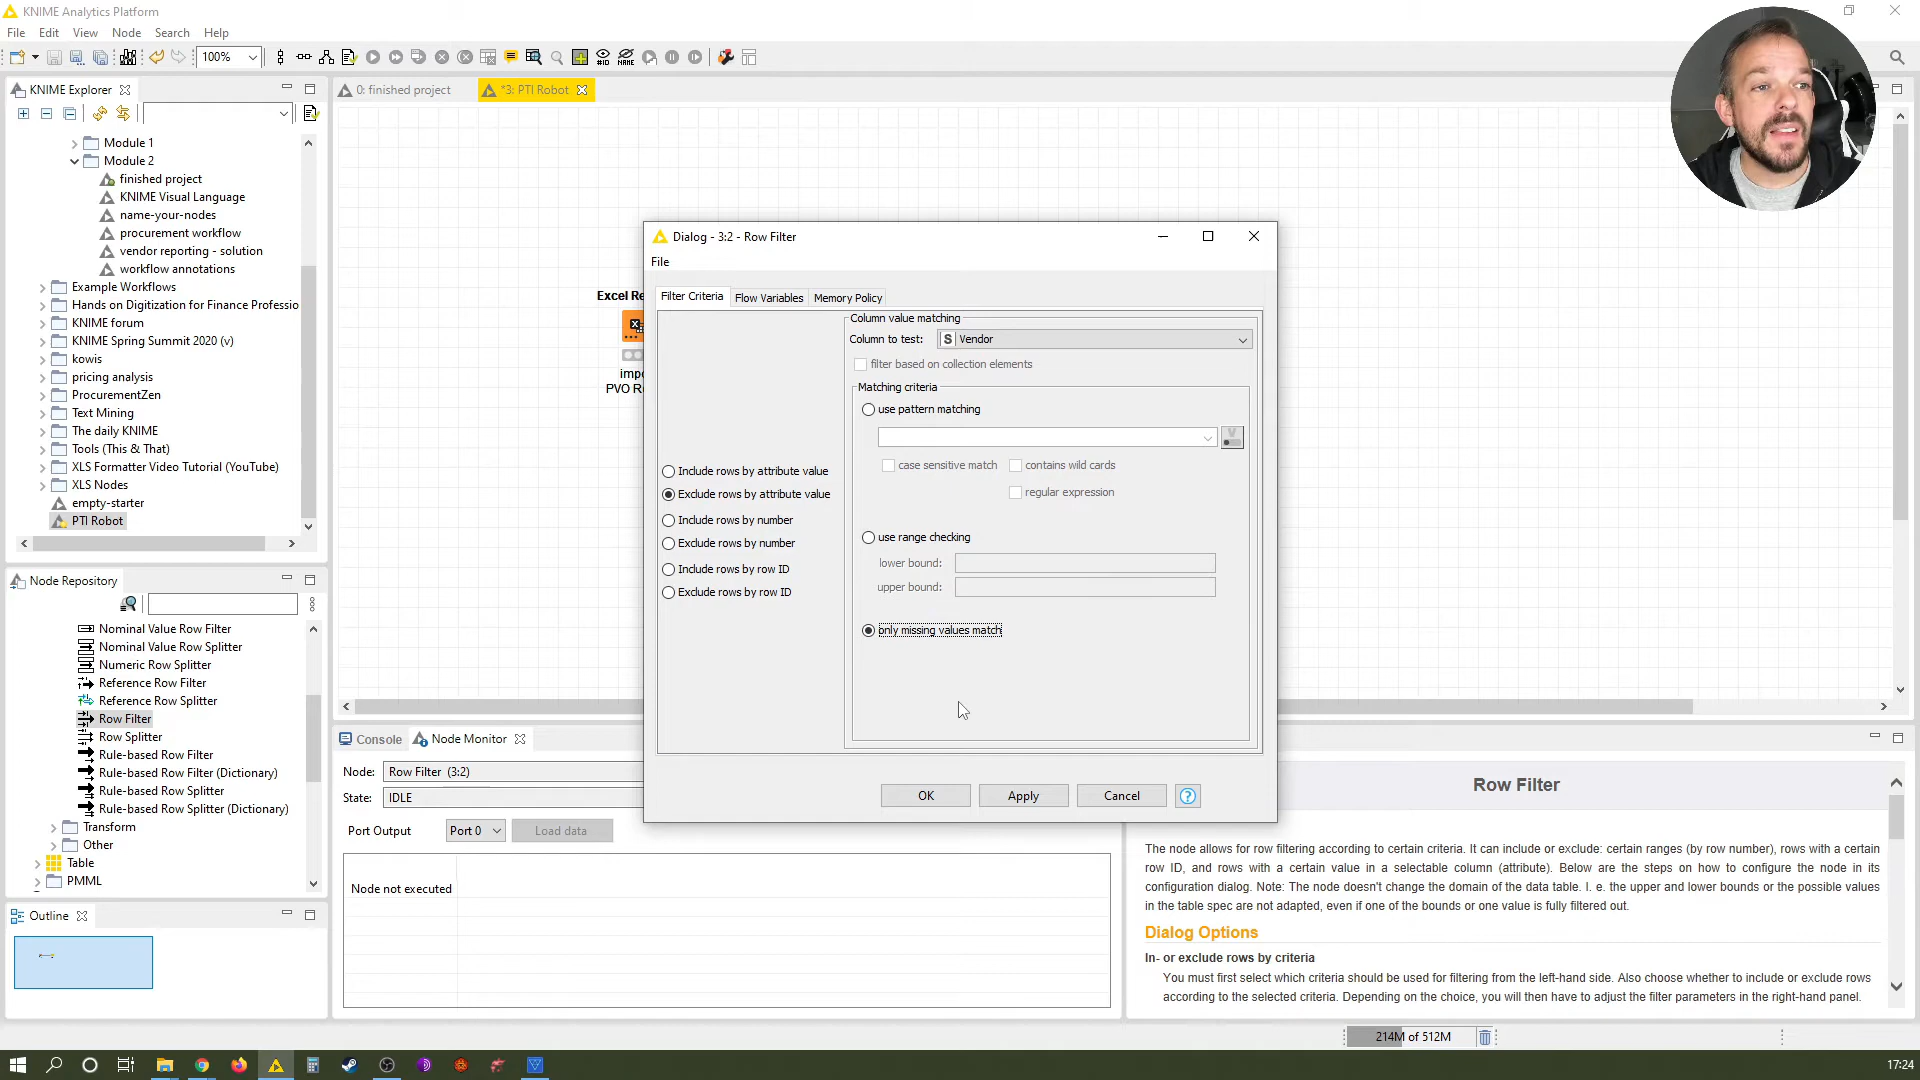 KNIME Analytics Platform
File Edit View Node Search Help
100%
KNIME Explorer
Module 1
Module 2
finished project
KNIME Visual Language
name-your-nodes
procurement workflow
vendor reporting - solution
workflow annotations
Example Workflows
Hands on Digitization for Finance Professio
KNIME forum
KNIME Spring Summit 2020 (v)
kowis
pricing analysis
ProcurementZen
Text Mining
The daily KNIME
Tools (This & That)
XLS Formatter Video Tutorial (YouTube)
XLS Nodes
empty-starter
PTI Robot
Node Repository
Nominal Value Row Filter
Nominal Value Row Splitter
Numeric Row Splitter
Reference Row Filter
Reference Row Splitter
Row Filter
Row Splitter
Rule-based Row Filter
Rule-based Row Filter (Dictionary)
Rule-based Row Splitter
Rule-based Row Splitter (Dictionary)
Transform
Other
Table
PMML
Outline
0: finished project
*3: PTI Robot
Excel Re
impo
PVO R
Dialog - 3:2 - Row Filter
File
Filter Criteria Flow Variables Memory Policy
Include rows by attribute value
Exclude rows by attribute value
Include rows by number
Exclude rows by number
Include rows by row ID
Exclude rows by row ID
Column value matching
Column to test: S Vendor
filter based on collection elements
Matching criteria
use pattern matching
case sensitive match contains wild cards
regular expression
use range checking
lower bound:
upper bound:
only missing values match
OK Apply Cancel
Console Node Monitor
Node: Row Filter (3:2)
State: IDLE
Port Output Port 0 Load data
Node not executed
Row Filter
The node allows for row filtering according to certain criteria. It can include or exclude: certain ranges (by row number), rows with a certain
row ID, and rows with a certain value in a selectable column (attribute). Below are the steps on how to configure the node in its
configuration dialog. Note: The node doesn't change the domain of the data table. I. e. the upper and lower bounds or the possible values
in the table spec are not adapted, even if one of the bounds or one value is fully filtered out.
Dialog Options
In- or exclude rows by criteria
You must first select which criteria should be used for filtering from the left-hand side. Also choose whether to include or exclude rows
according to the selected criteria. Depending on the choice, you will then have to adjust the filter parameters in the right-hand panel.
214M of 512M
17:24